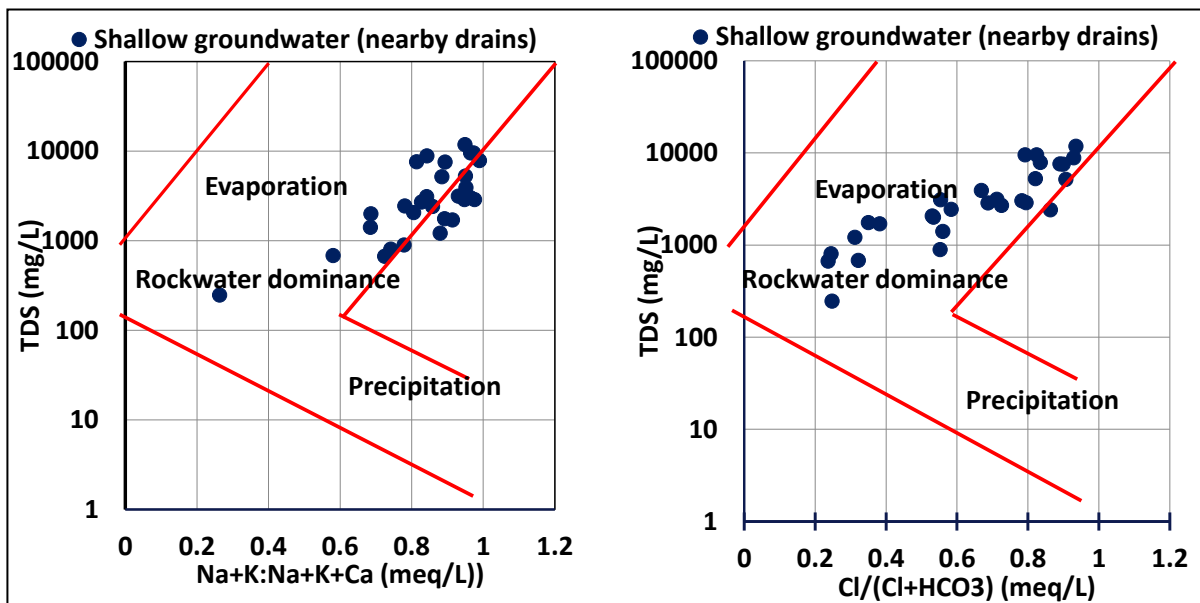 Shallow groundwater (nearby drains)
100000
10000
1000
100
10
1
TDS (mg/L)
Evaporation
Rockwater dominance
Precipitation
0 0.2 0.4 0.6 0.8 1 1.2
Na+K:Na+K+Ca (meq/L))
Shallow groundwater (nearby drains)
100000
10000
1000
100
10
1
TDS (mg/L)
Evaporation
Rockwater dominance
Precipitation
0 0.2 0.4 0.6 0.8 1 1.2
Cl/(Cl+HCO3) (meq/L)